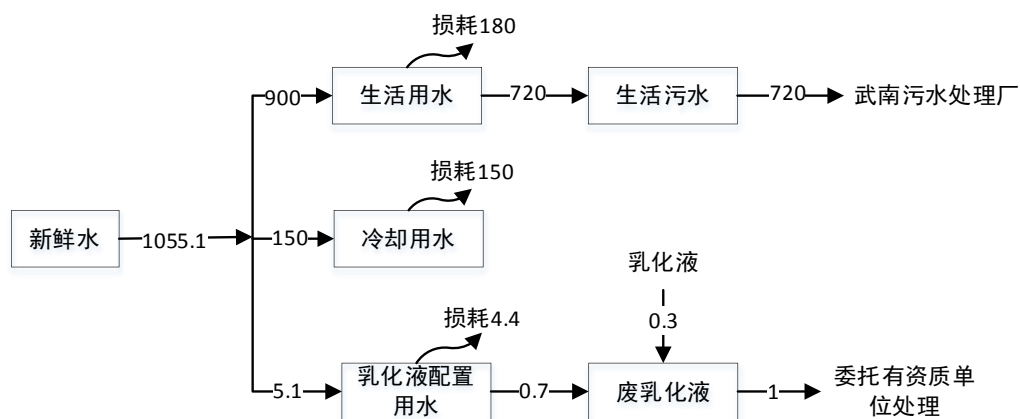 损耗180
900
生活用水
720
生活污水
720
武南污水处理厂
损耗150
新鲜水
1055.1
150
冷却用水
乳化液
0.3
损耗4.4
5.1
乳化液配置
用水
0.7
废乳化液
1
委托有资质单
位处理